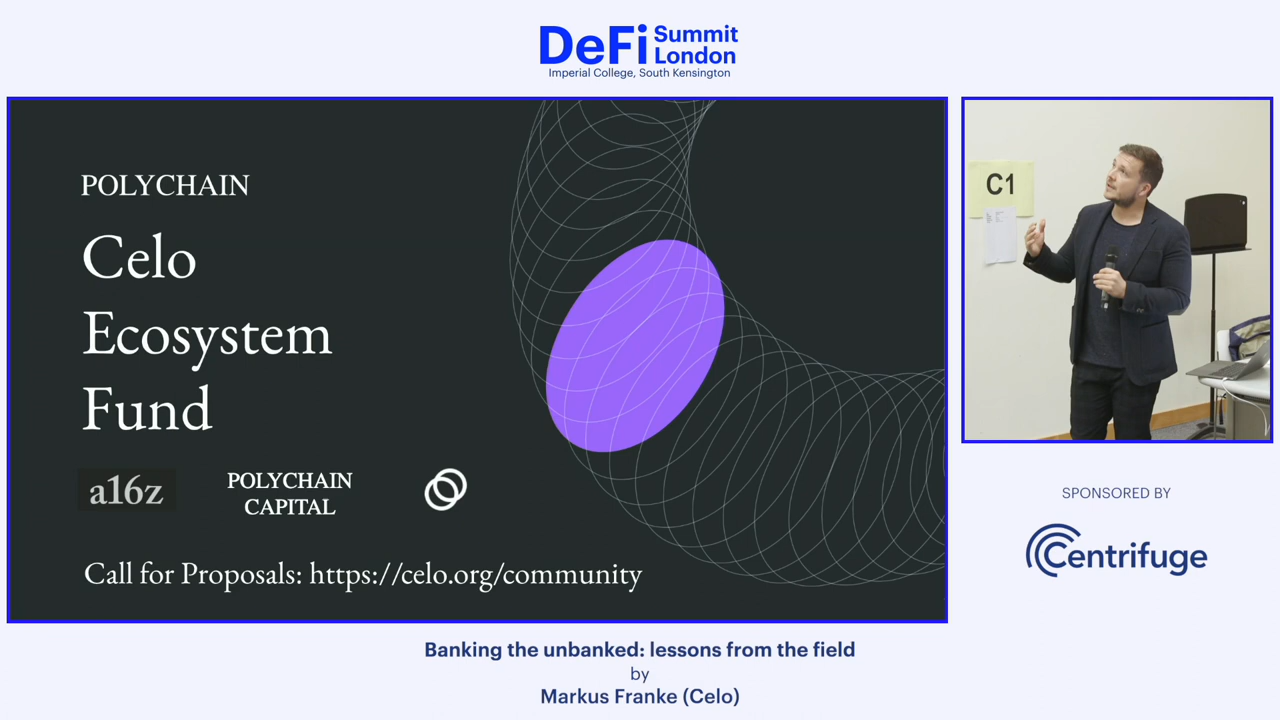 DeFi Summit
London
Imperial College, South Kensington
POLYCHAIN
Celo
Ecosystem
Fund
a16z
POLYCHAIN
CAPITAL
Call for Proposals: https://celo.org/community
C1
SPONSORED BY
Centrifuge
Banking the unbanked: lessons from the field
by
Markus Franke (Celo)